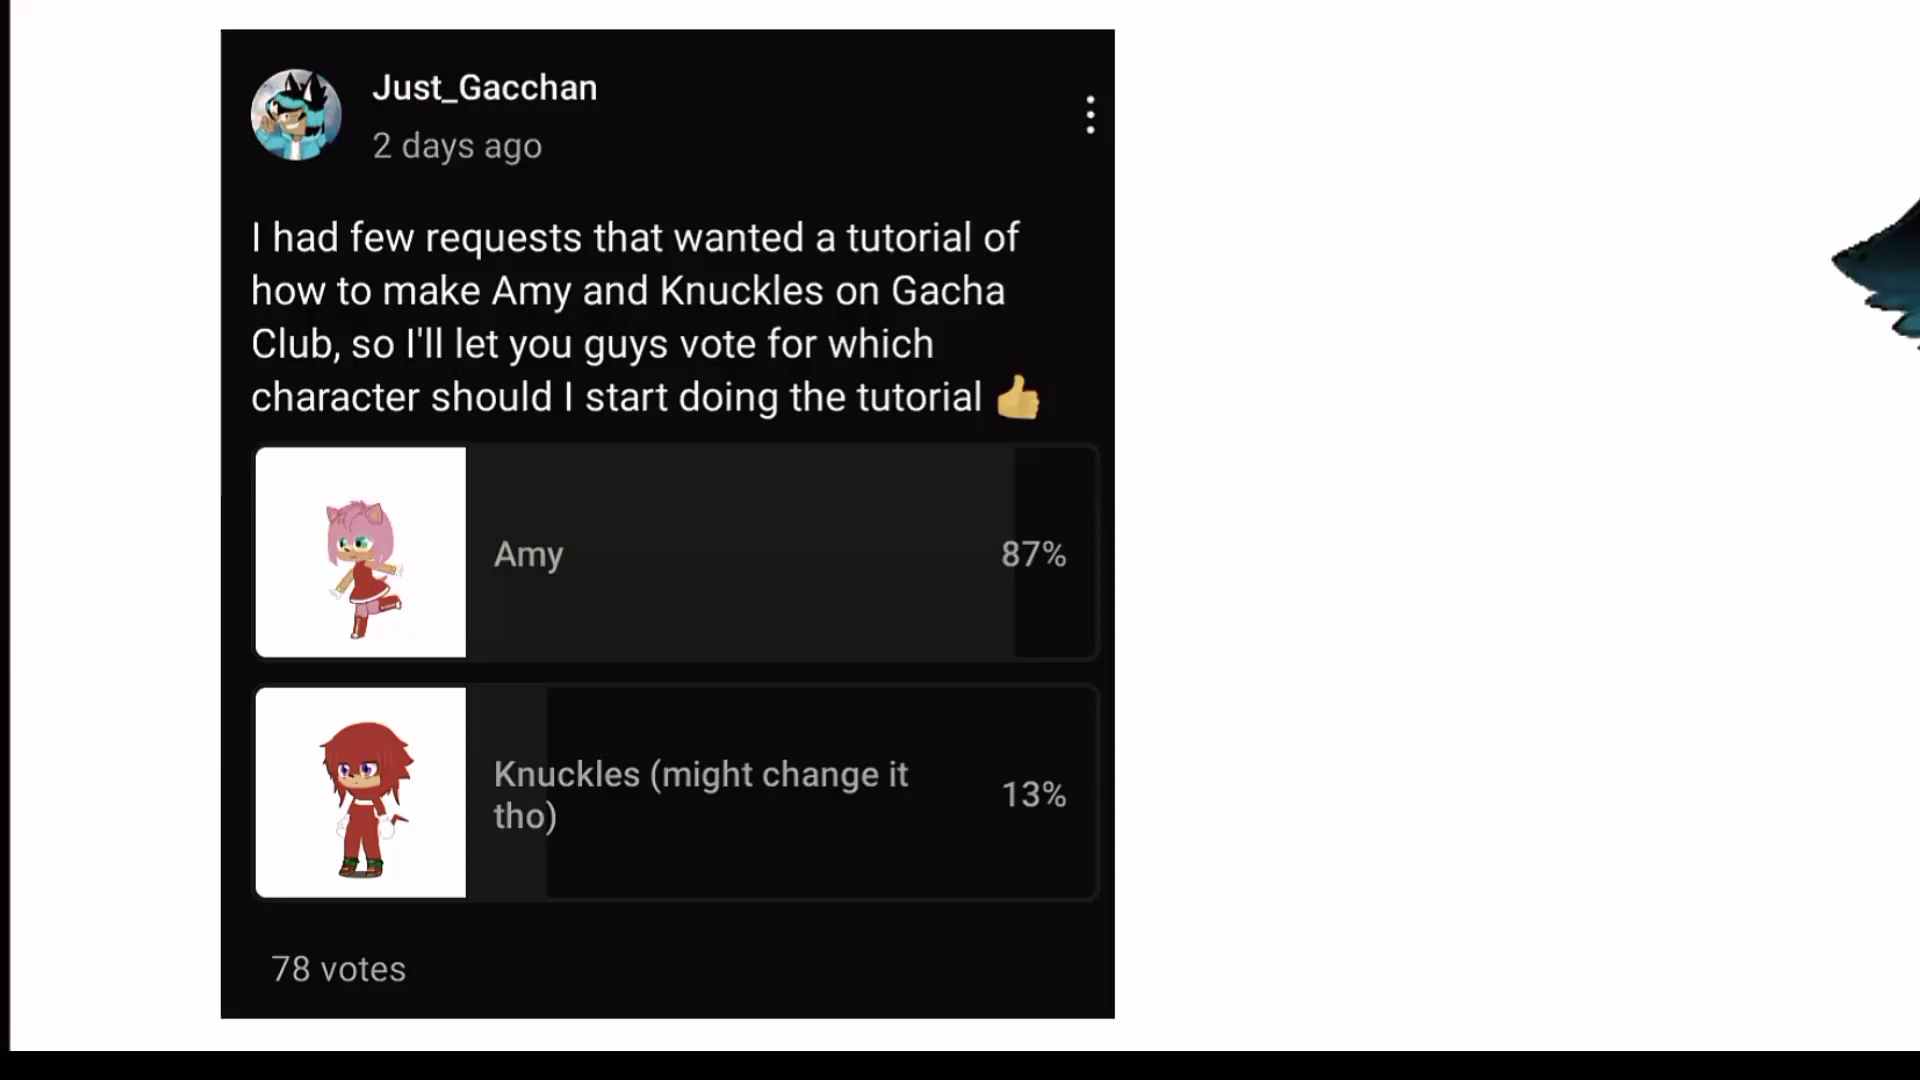 Just_Gacchan
2 days ago
I had few requests that wanted a tutorial of
how to make Amy and Knuckles on Gacha
Club, so I'll let you guys vote for which
character should I start doing the tutorial 👍
Amy
87%
Knuckles (might change it
tho)
13%
78 votes